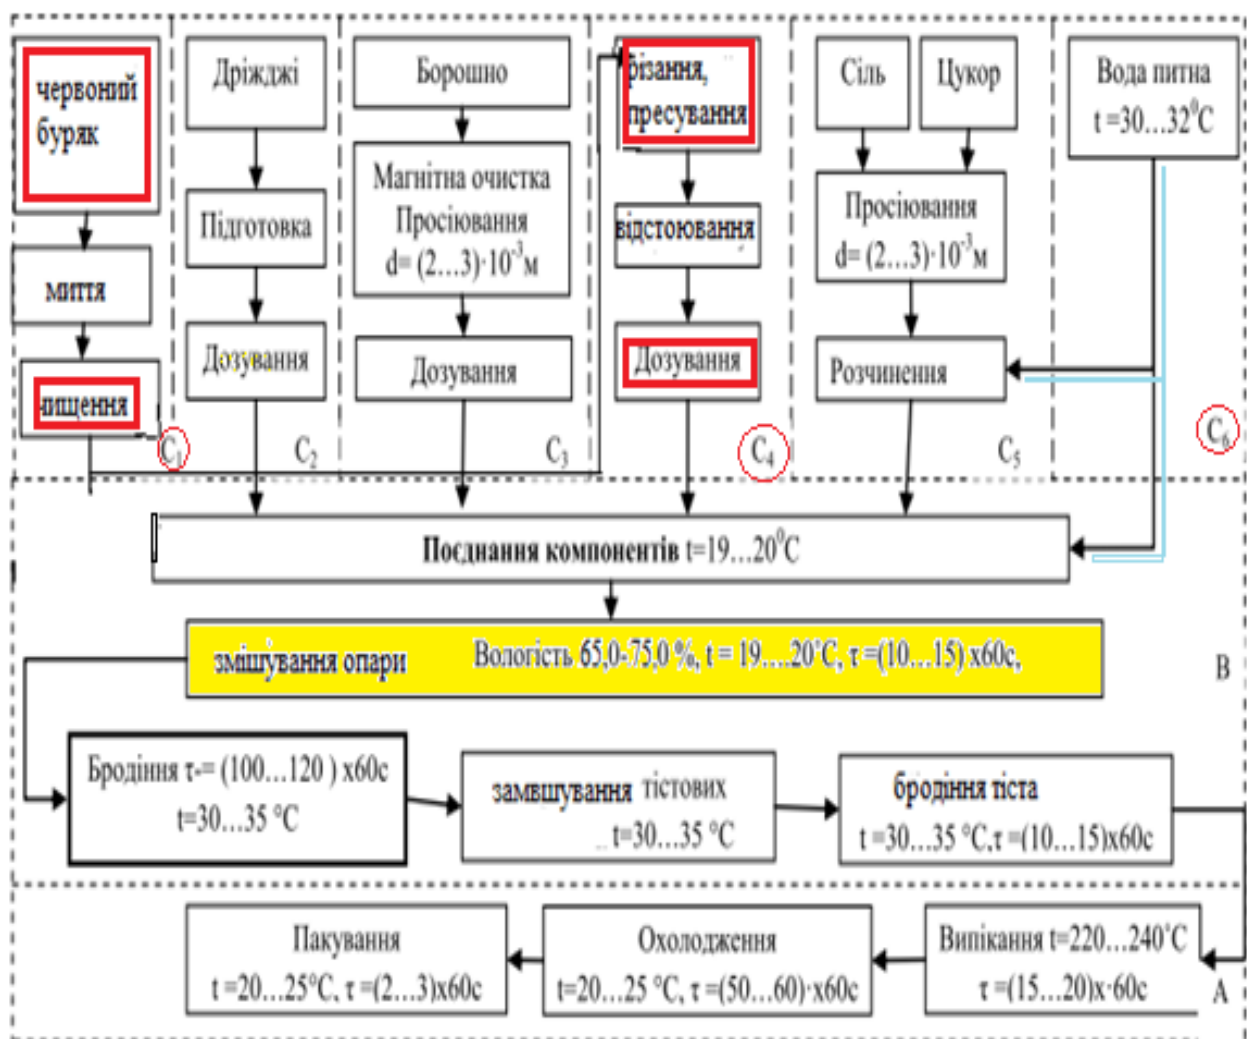 червоний
буряк
миття
чищення
C₁
Дріжджі
Підготовка
Дозування
C₂
Борошно
Магнітна очистка
Просіювання
d= (2...3)·10⁻³м
Дозування
C₃
різання,
пресування
відстоювання
Дозування
C₄
Сіль
Цукор
Просіювання
d= (2...3)·10⁻³м
Розчинення
C₅
Вода питна
t =30...32⁰C
C₆
Поєднання компонентів t=19...20⁰C
змішування опари Вологість 65,0-75,0 %, t = 19....20˚C, τ =(10...15) x60c,
B
Бродіння τ= (100...120 ) x60c
t=30...35 °C
замвшування тістових
t=30...35 °C
бродіння тіста
t =30...35 °C,τ =(10...15)x60c
Випікання t=220...240˚C
τ =(15...20)x·60c
A
Охолодження
t=20...25 °C, τ =(50...60)·x60c
Пакування
t =20...25°C, τ =(2...3)x60c